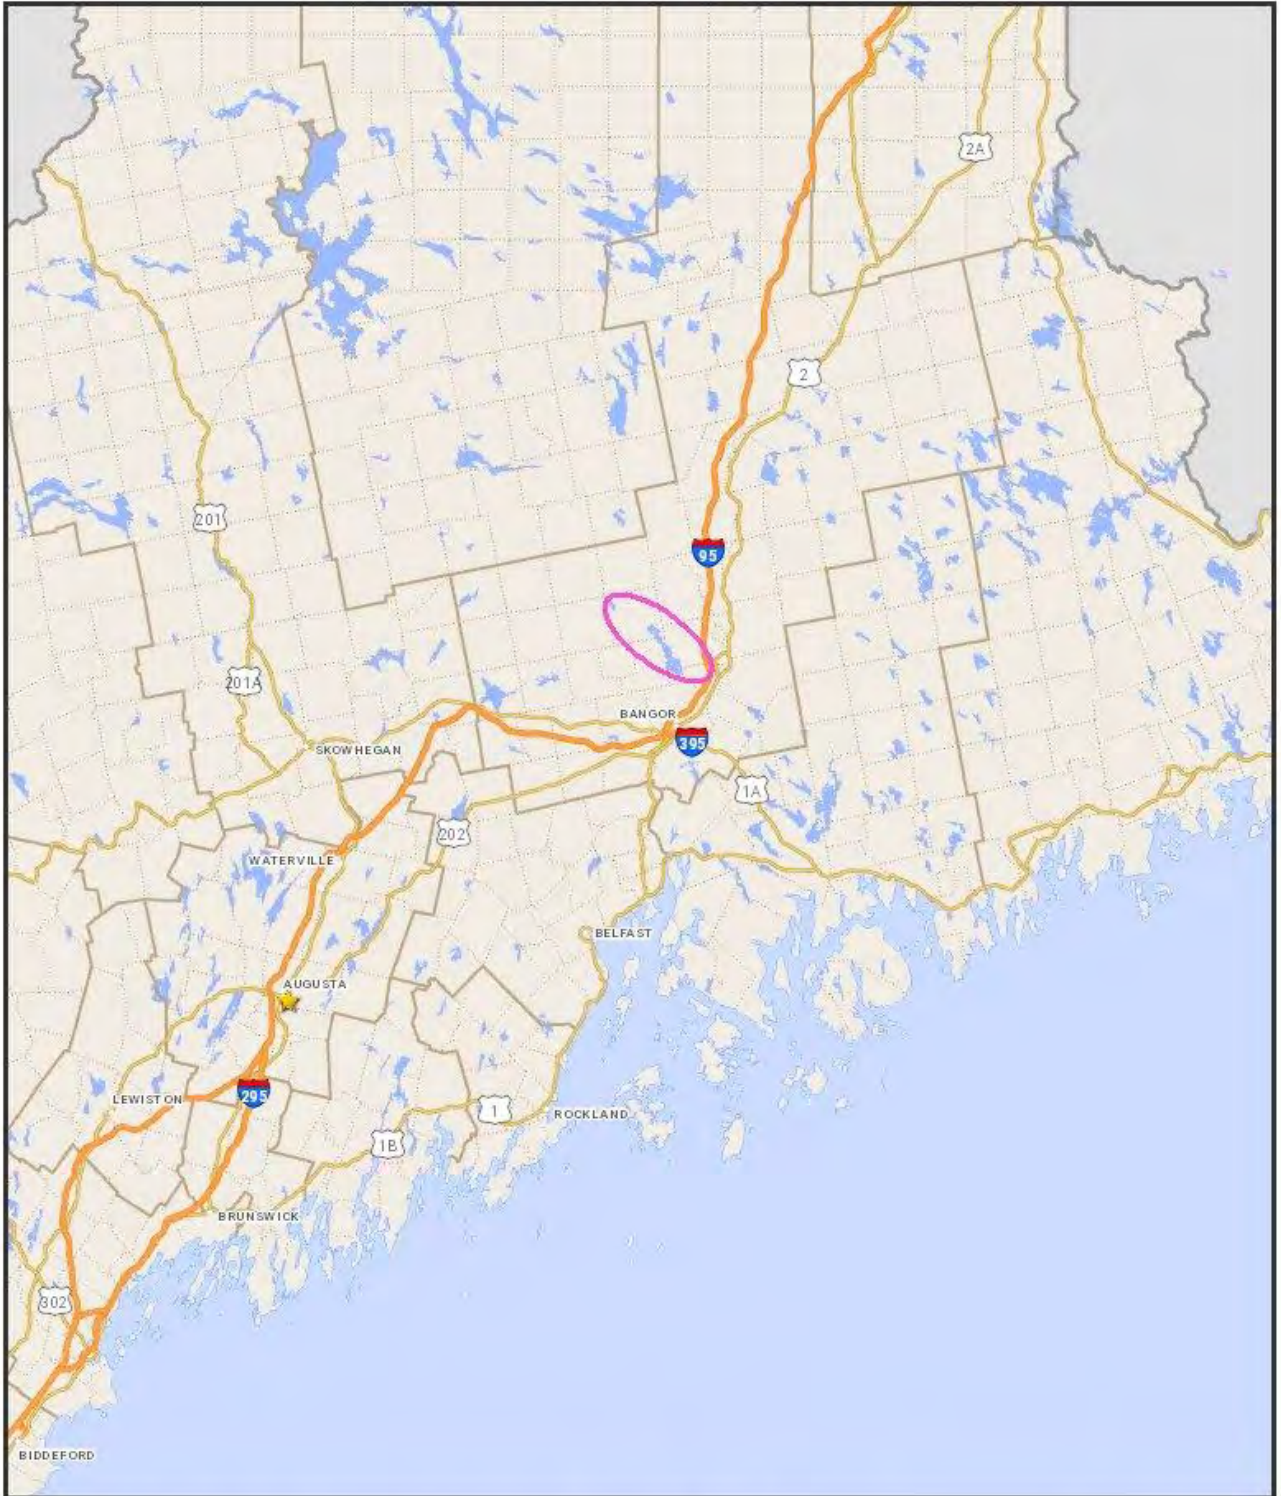 2A
2
201
95
201A
BANGOR
395
SKOWHEGAN
1A
202
WATERVILLE
BELFAST
AUGUSTA
LEWISTON
295
1
ROCKLAND
1B
BRUNSWICK
302
BIDDEFORD